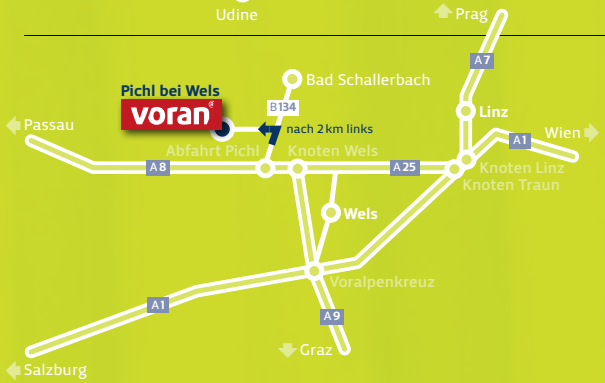 Udine
Prag
A7
Bad Schallerbach
Pichl bei Wels
voran®
B134
Linz
Passau
nach 2 km links
A1
Wien
Abfahrt Pichl
Knoten Wels
A8
A25
Knoten Linz
Knoten Traun
Wels
Voralpenkreuz
A1
A9
Graz
Salzburg